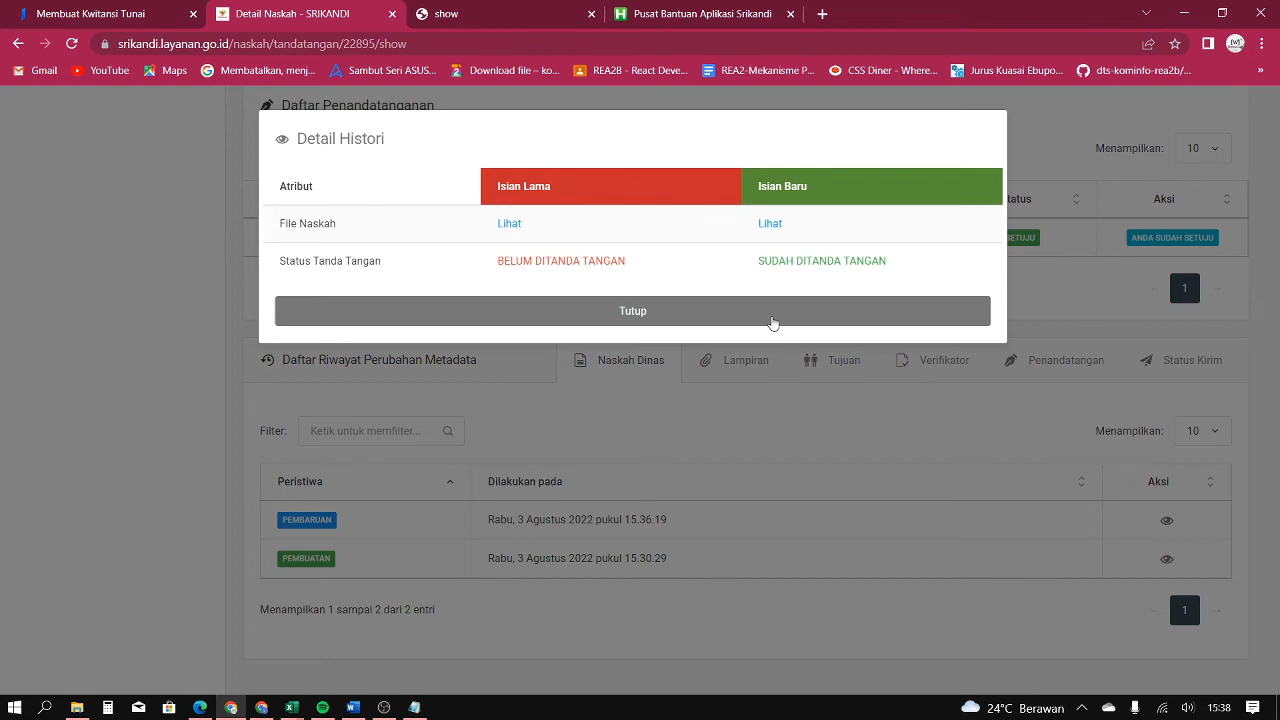 Membuat Kwitansi Tunai
Detail Naskah - SRIKANDI
show
Pusat Bantuan Aplikasi Srikandi
srikandi.layanan.go.id/naskah/tandatangan/22895/show
Gmail
YouTube
Maps
Membatalkan, menj...
Sambut Seri ASUS...
Download file – ko...
REA2B - React Deve...
REA2-Mekanisme P...
CSS Diner - Where...
Jurus Kuasai Ebupo...
dts-kominfo-rea2b/...
»
Daftar Penandatanganan
Menampilkan: 10
Detail Histori
Atribut Isian Lama Isian Baru
File Naskah Lihat Lihat
Status Tanda Tangan BELUM DITANDA TANGAN SUDAH DITANDA TANGAN
Tutup
tatus Aksi
SETUJU ANDA SUDAH SETUJU
1
Daftar Riwayat Perubahan Metadata
Naskah Dinas
Lampiran
Tujuan
Verifikator
Penandatangan
Status Kirim
Filter: Ketik untuk memfilter...
Menampilkan: 10
Peristiwa Dilakukan pada Aksi
PEMBARUAN Rabu, 3 Agustus 2022 pukul 15.36.19
PEMBUATAN Rabu, 3 Agustus 2022 pukul 15.30.29
Menampilkan 1 sampai 2 dari 2 entri
1
24°C Berawan
15:38